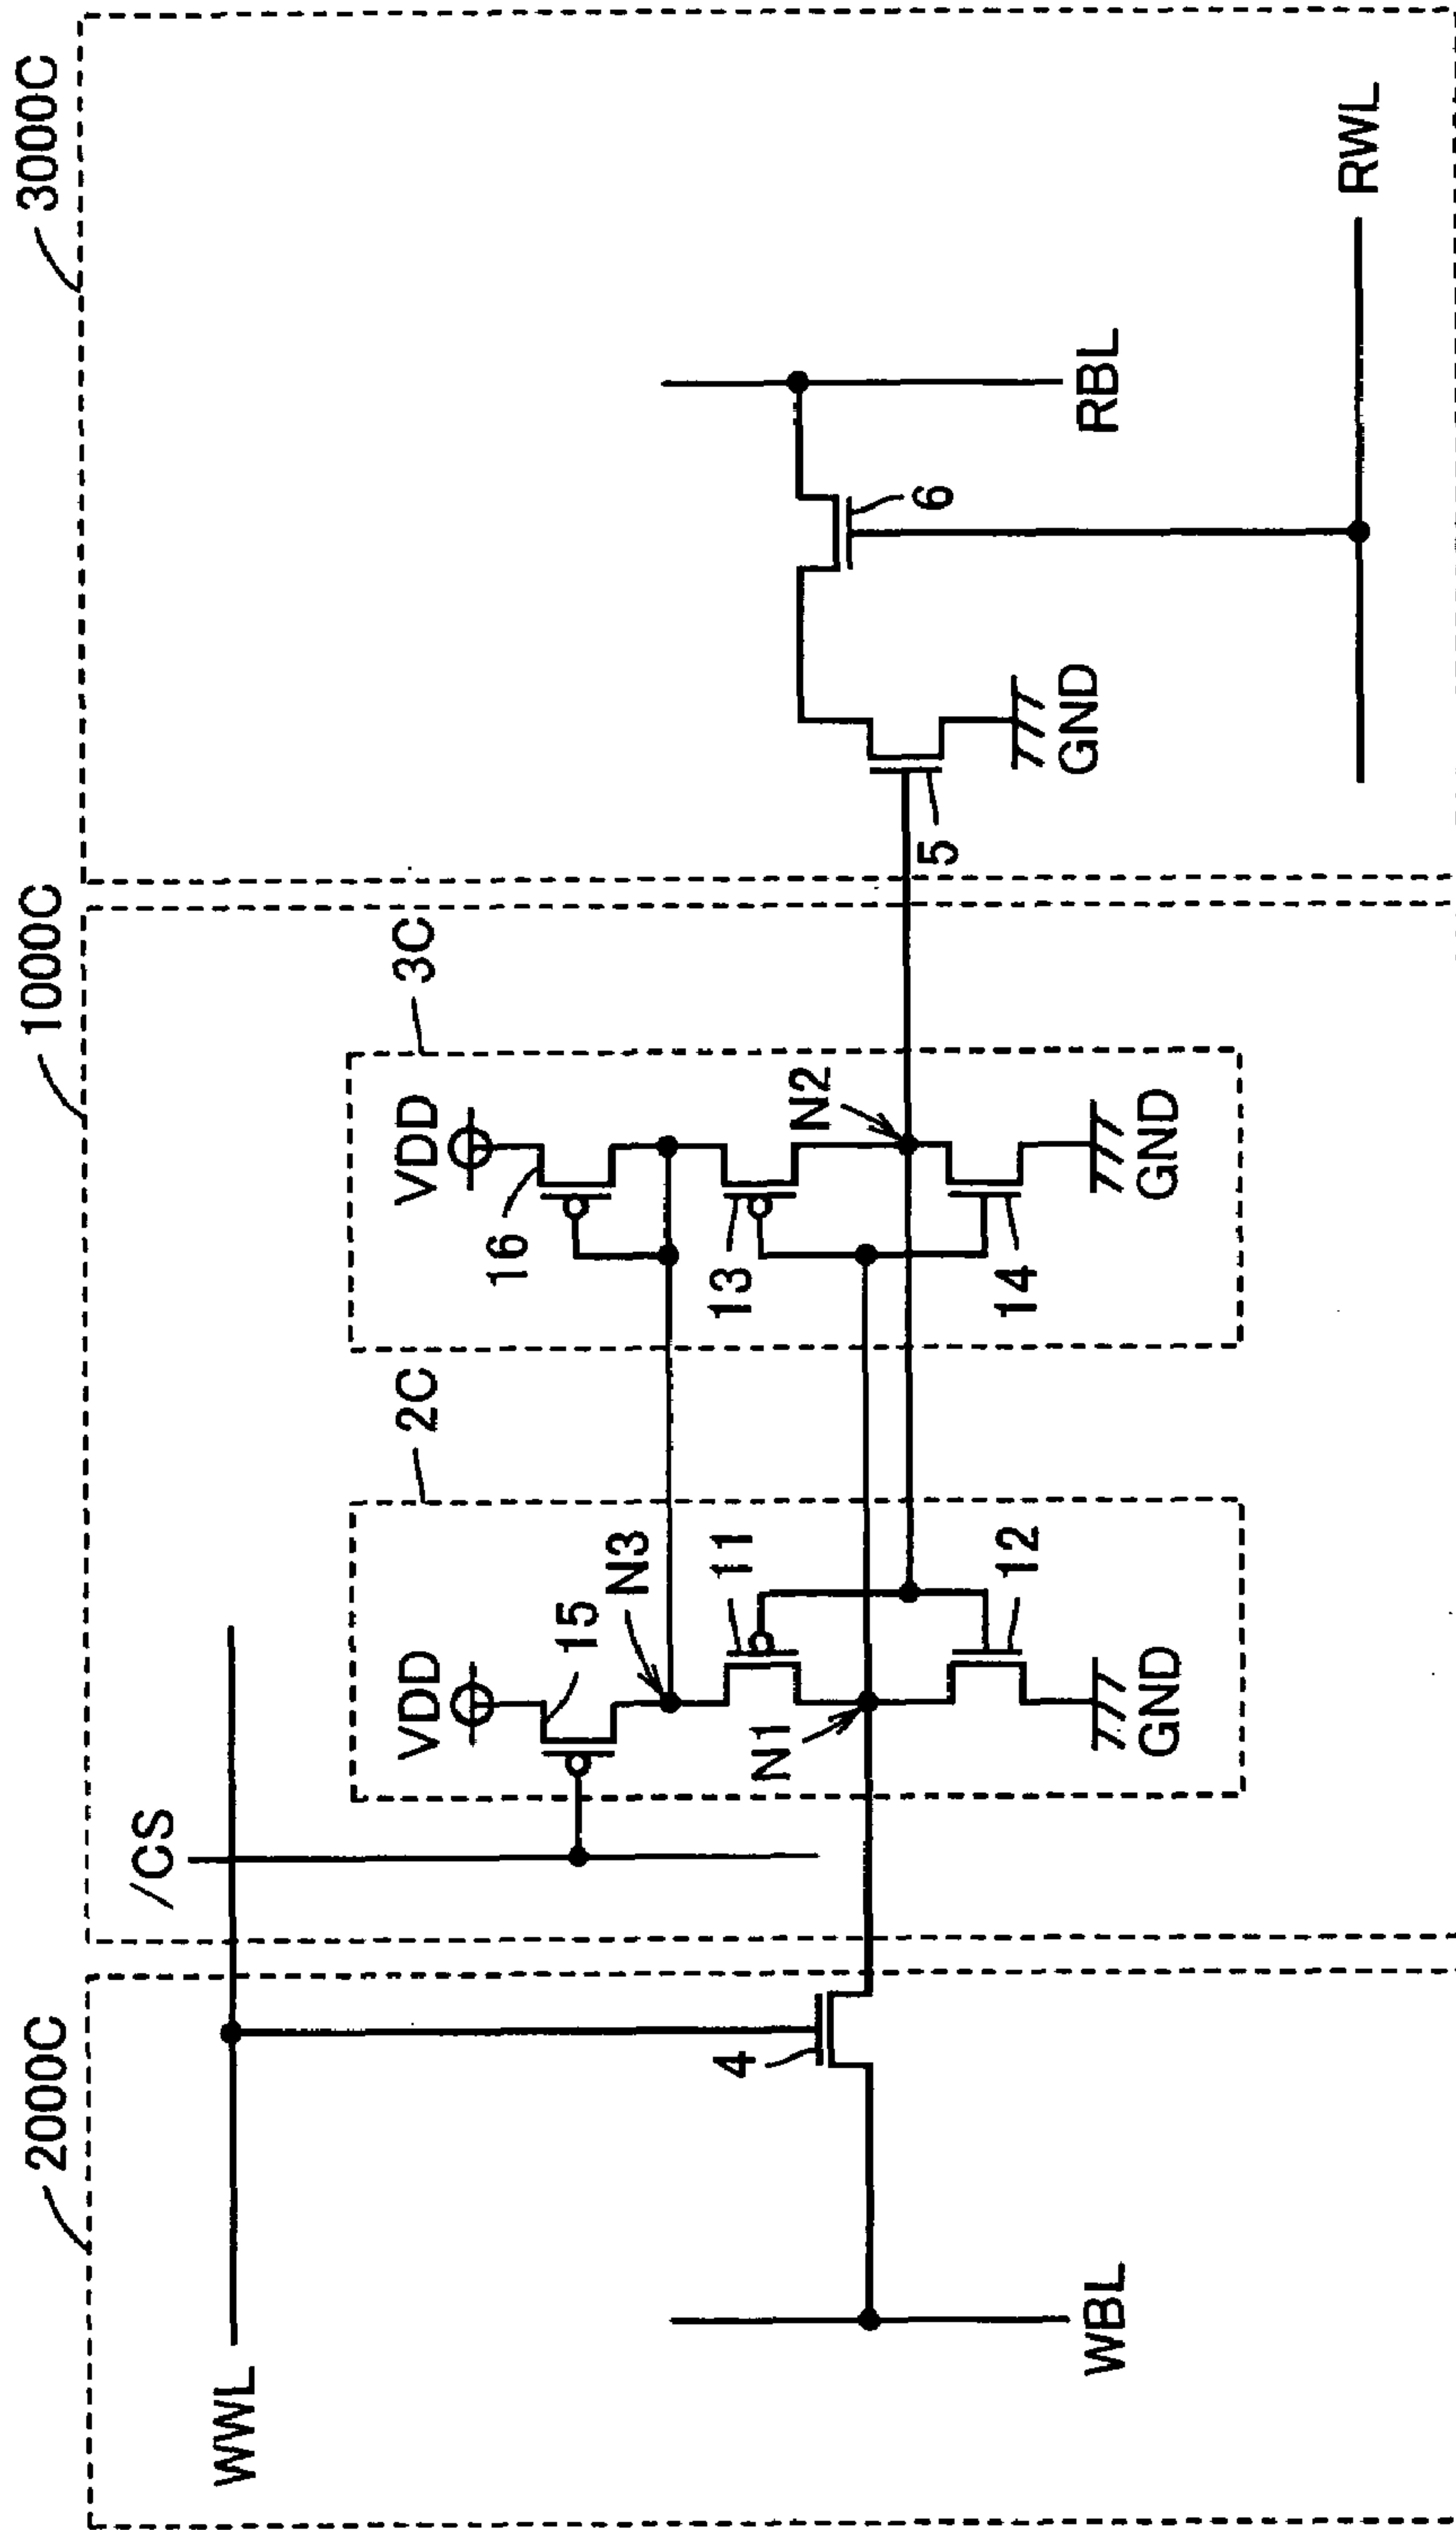 2000C
1000C
3000C
WWL
/CS
2C
3C
VDD
VDD
15
16
N3
11
13
N2
N1
4
12
14
6
5
GND
GND
GND
WBL
RBL
RWL